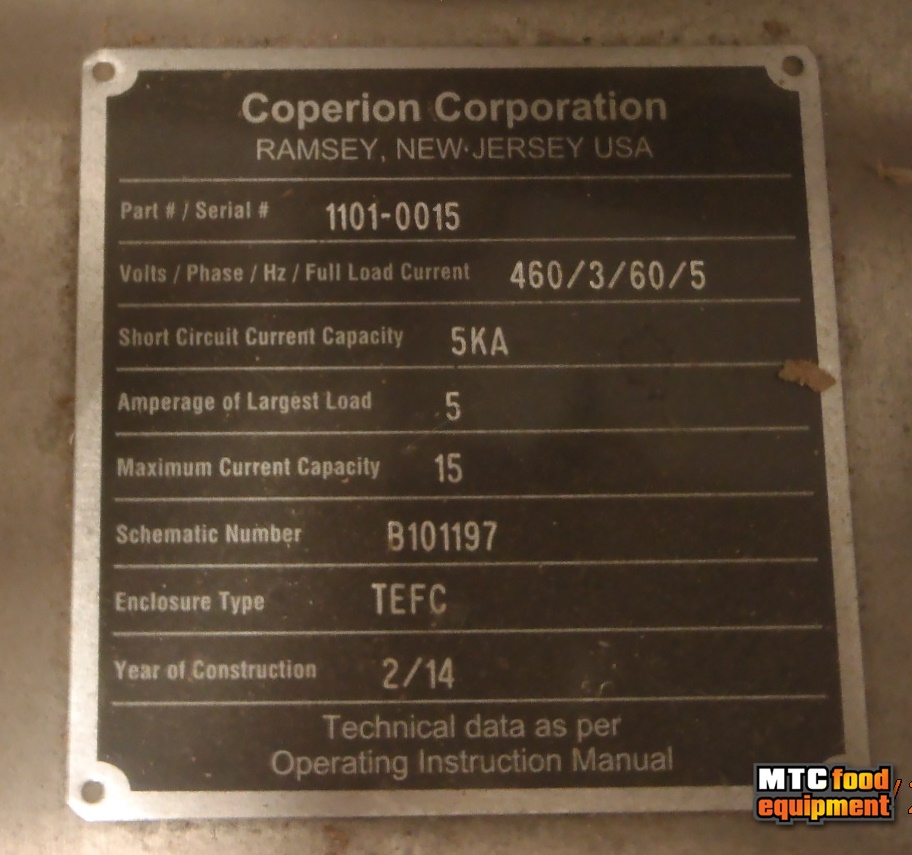 Coperion Corporation
RAMSEY, NEW JERSEY USA
Part # / Serial # 1101-0015
Volts / Phase / Hz / Full Load Current 460/3/60/5
Short Circuit Current Capacity 5KA
Amperage of Largest Load 5
Maximum Current Capacity 15
Schematic Number B101197
Enclosure Type TEFC
Year of Construction 2/14
Technical data as per
Operating Instruction Manual
MTC food
equipment